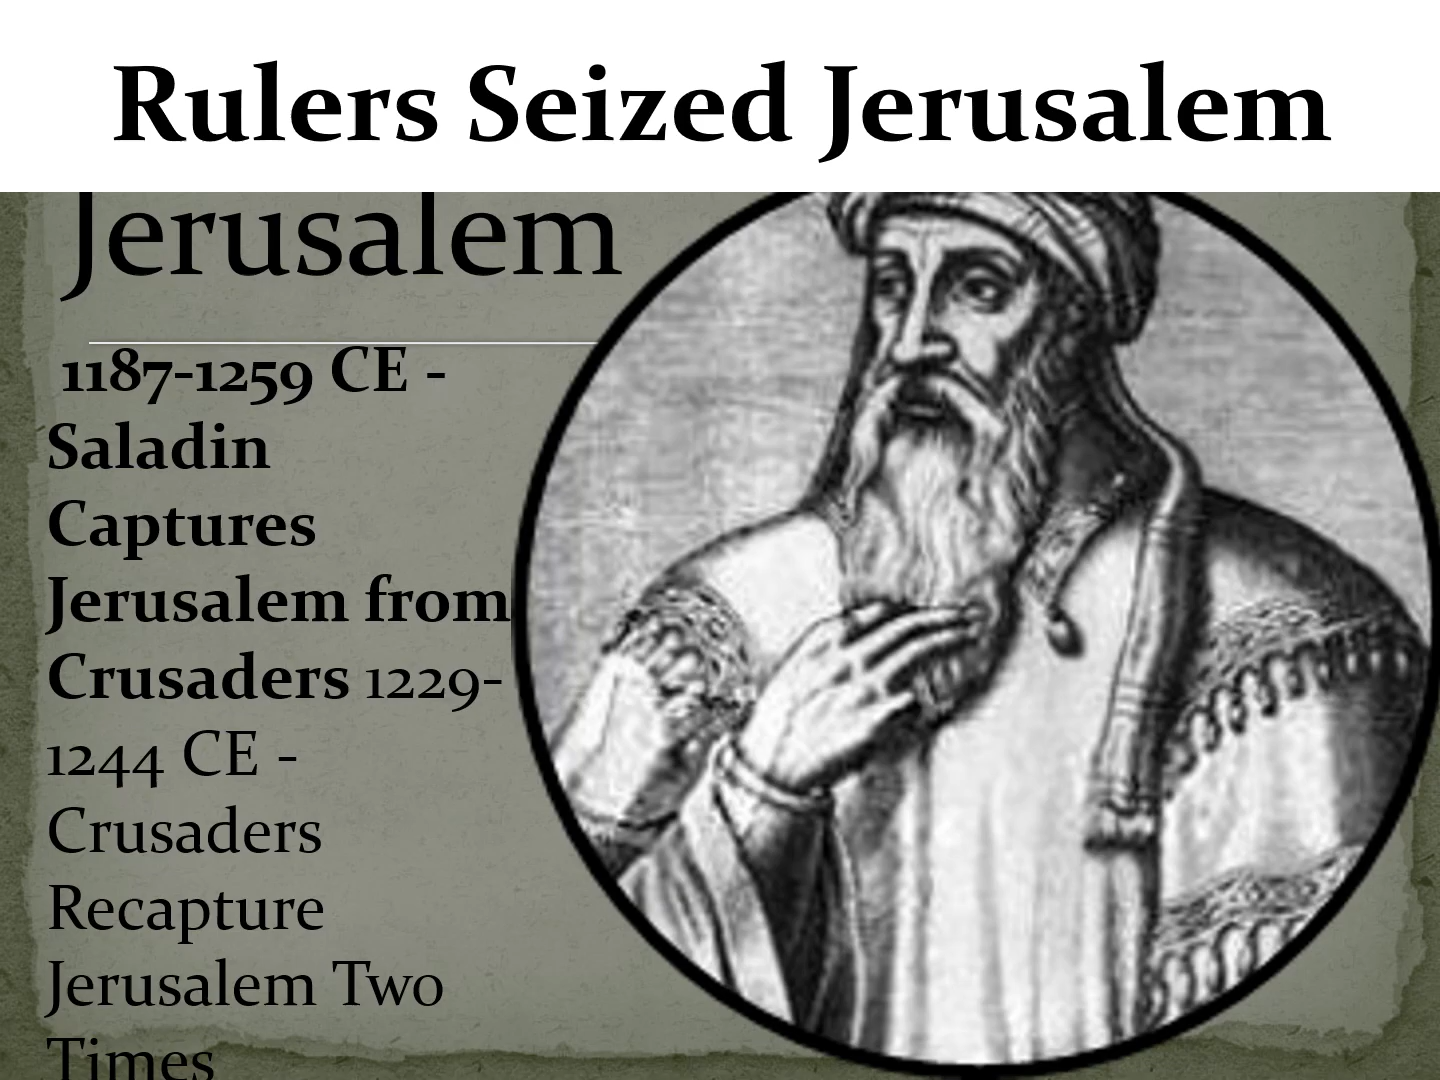 Rulers Seized Jerusalem
Jerusalem
1187-1259 CE -
Saladin
Captures
Jerusalem from
Crusaders 1229-
1244 CE -
Crusaders
Recapture
Jerusalem Two
Times